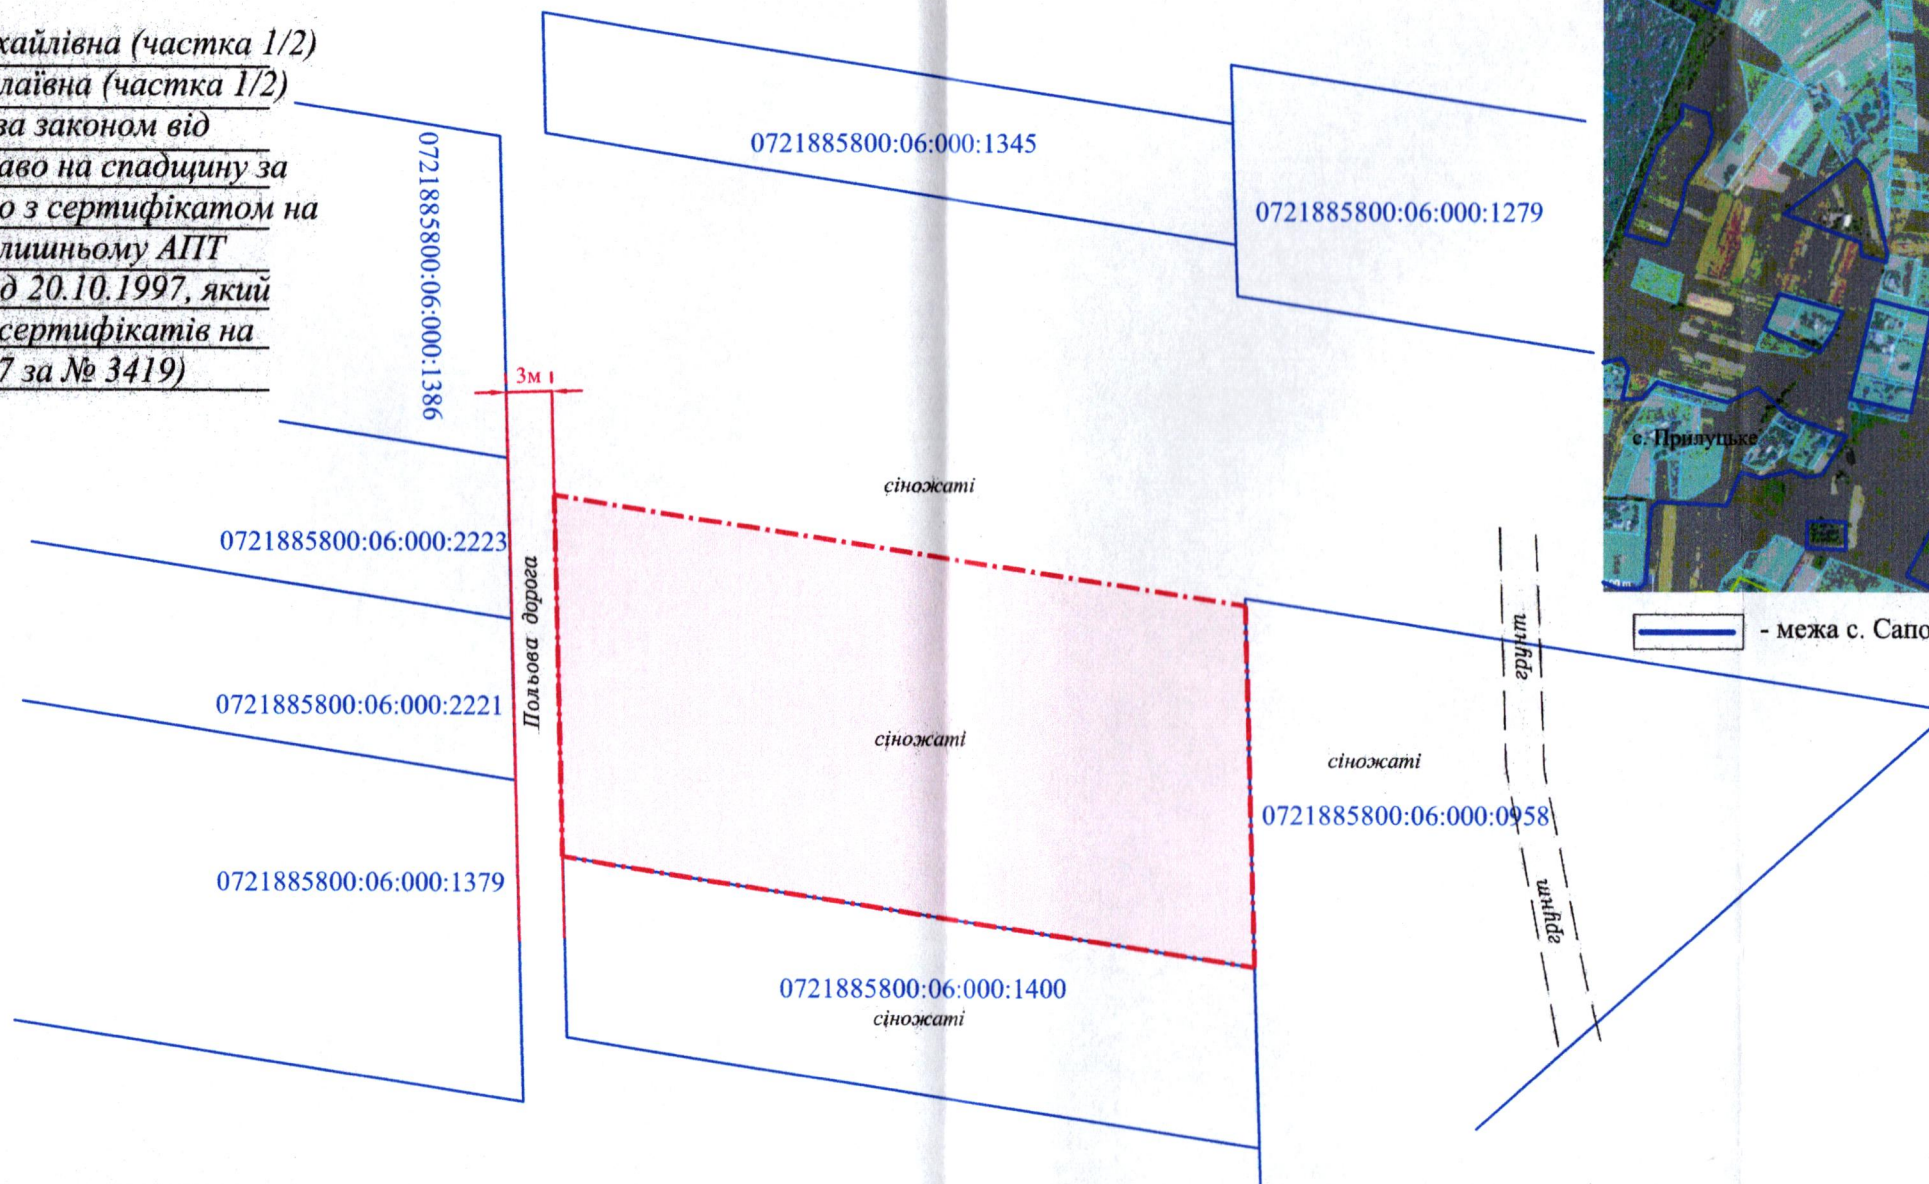 хайлівна (частка 1/2)
лаївна (частка 1/2)
за законом від
аво на спадщину за
о з сертифікатом на
лишньому АПТ
д 20.10.1997, який
сертифікатів на
7 за № 3419)
0721885800:06:000:1386
0721885800:06:000:1345
0721885800:06:000:1279
3м
с. Прилуцьке
сіножаті
0721885800:06:000:2223
Польова дорога
грунт
- межа с. Сапо
0721885800:06:000:2221
сіножаті
сіножаті
0721885800:06:000:0958
0721885800:06:000:1379
грунт
0721885800:06:000:1400
сіножаті